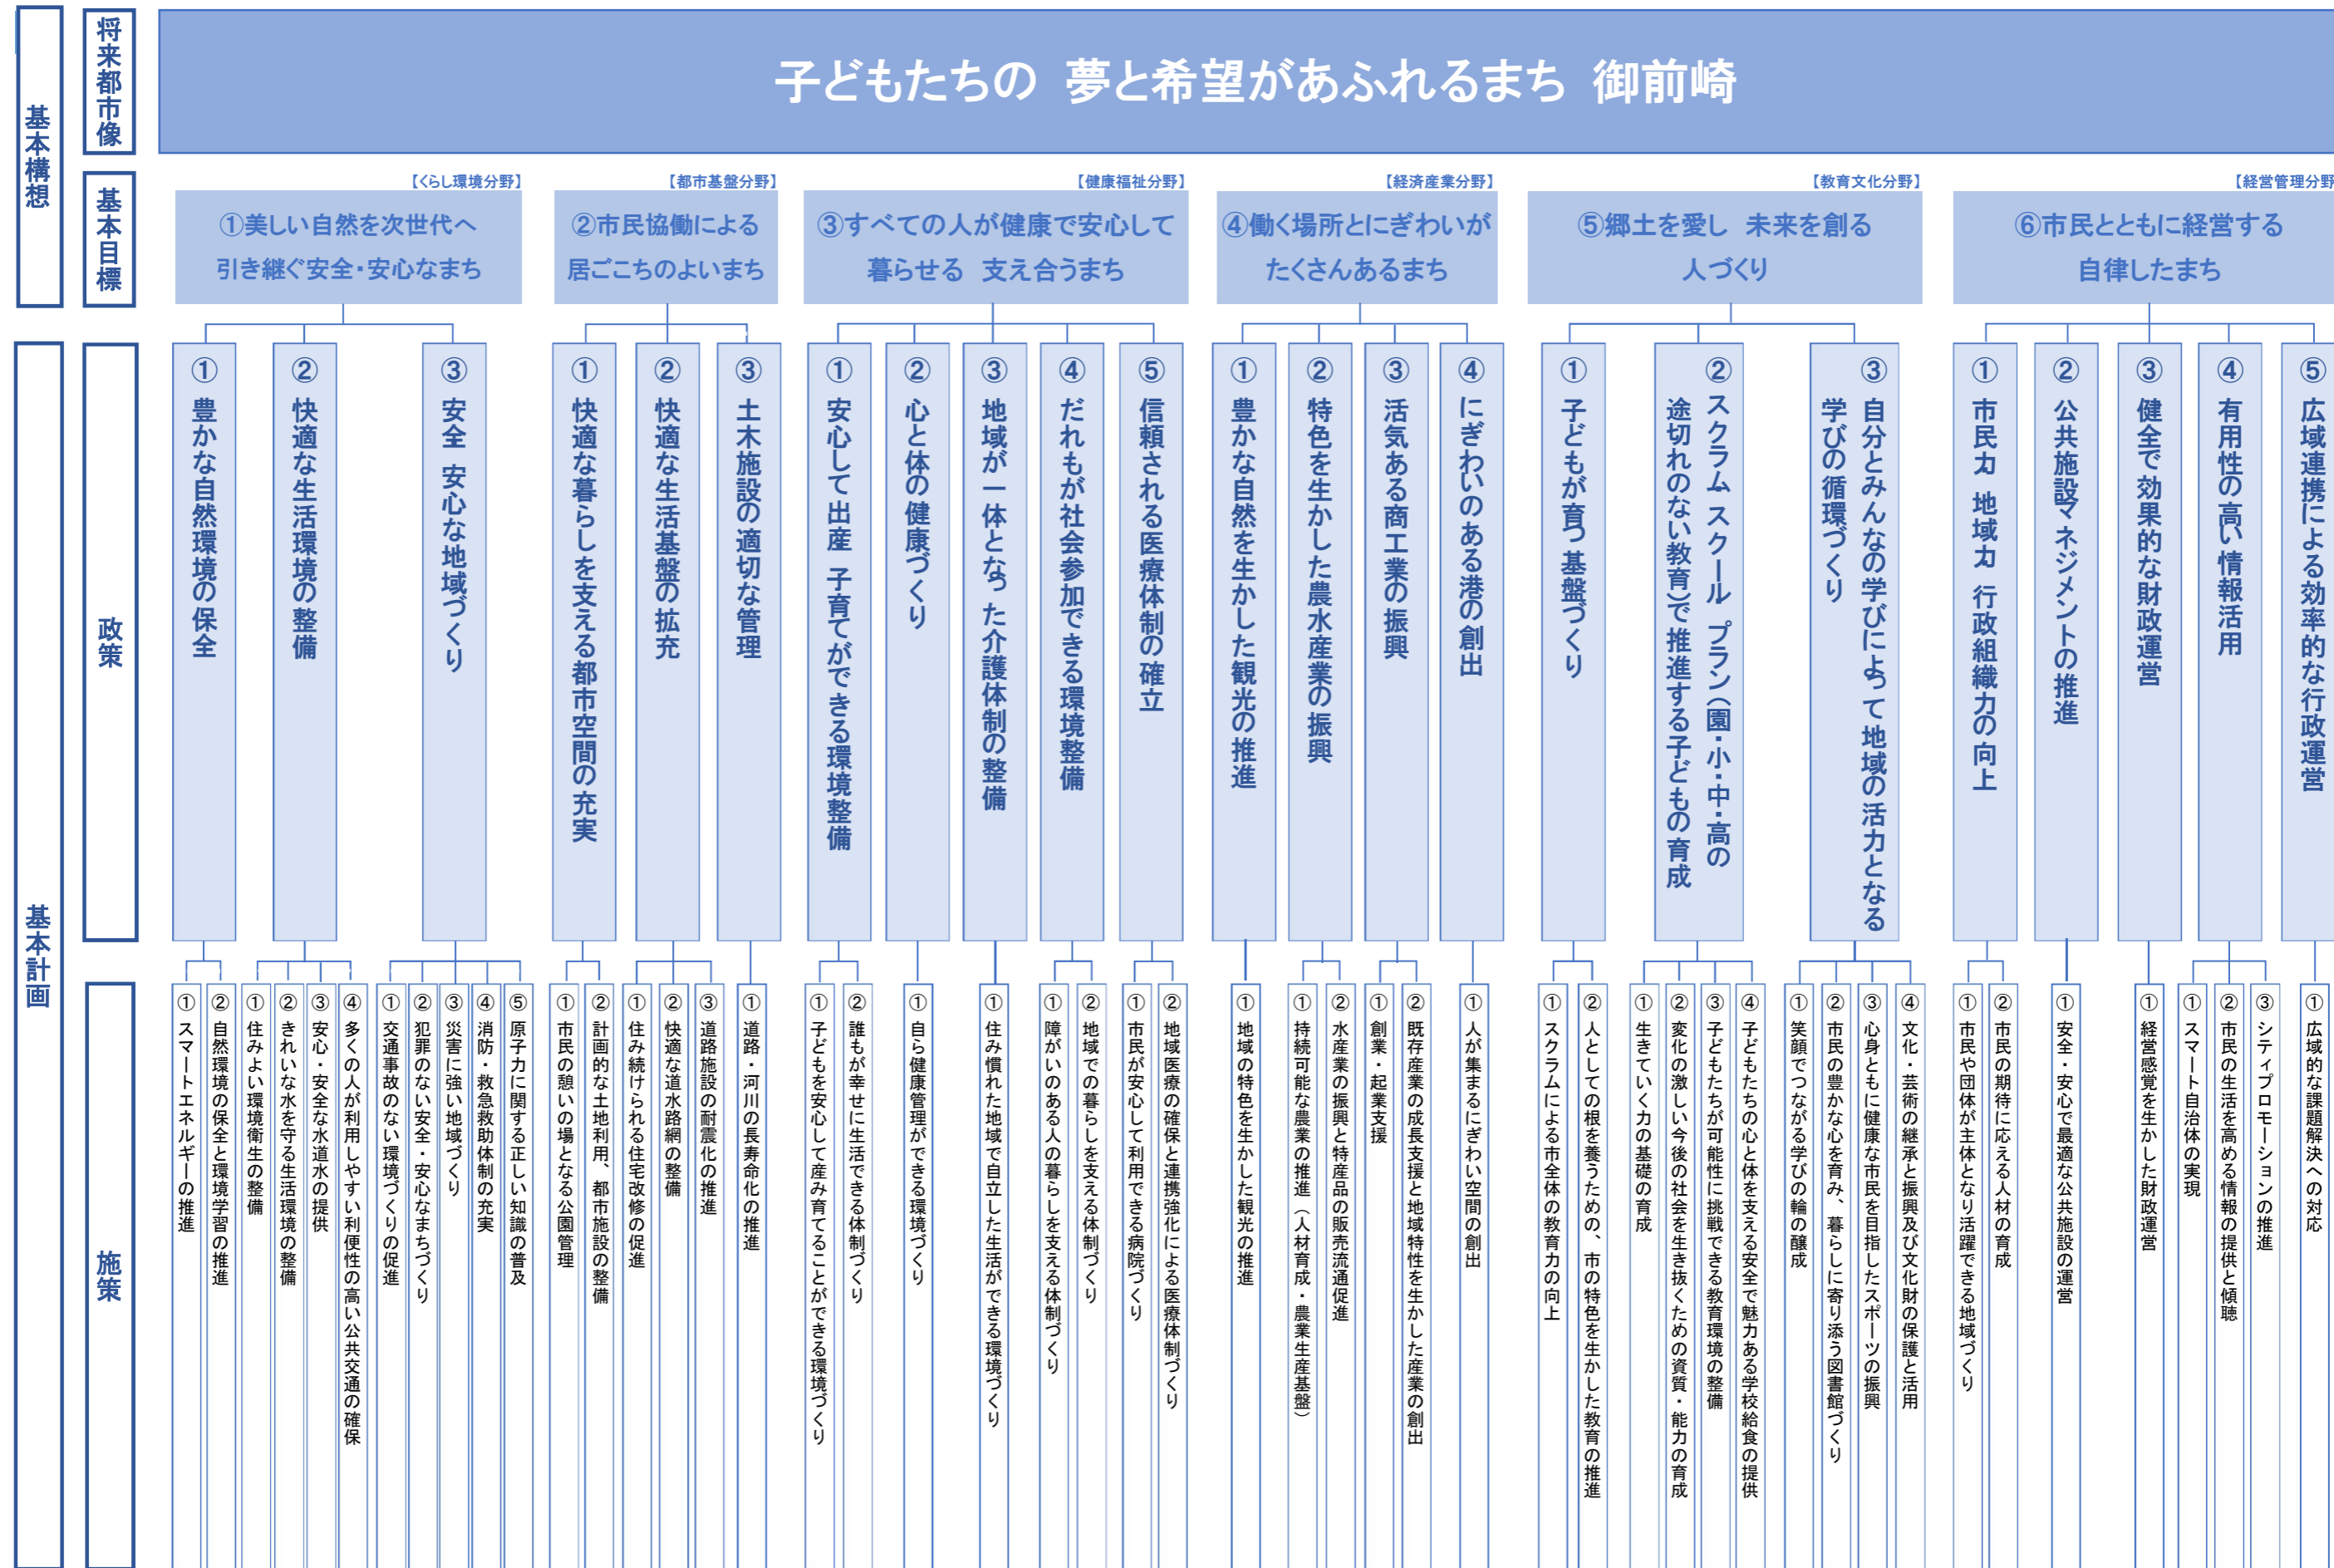 基本構想
将来都市像
子どもたちの 夢と希望があふれるまち 御前崎
基本目標
【くらし環境分野】
①美しい自然を次世代へ
引き継ぐ安全・安心なまち
【都市基盤分野】
②市民協働による
居ごこちのよいまち
【健康福祉分野】
③すべての人が健康で安心して
暮らせる 支え合うまち
【経済産業分野】
④働く場所とにぎわいが
たくさんあるまち
【教育文化分野】
⑤郷土を愛し 未来を創る
人づくり
【経営管理分野
⑥市民とともに経営する
自律したまち
基本計画
政策
① 豊かな自然環境の保全
② 快適な生活環境の整備
③ 安全 安心な地域づくり
① 快適な暮らしを支える都市空間の充実
② 快適な生活基盤の拡充
③ 土木施設の適切な管理
① 安心して出産 子育てができる環境整備
② 心と体の健康づくり
③ 地域が一体となった介護体制の整備
④ だれもが社会参加できる環境整備
⑤ 信頼される医療体制の確立
① 豊かな自然を生かした観光の推進
② 特色を生かした農水産業の振興
③ 活気ある商工業の振興
④ にぎわいのある港の創出
① 子どもが育つ基盤づくり
② スクラム スクール プラン(園・小・中・高の
途切れのない教育)で推進する子どもの育成
③ 自分とみんなの学びによって地域の活力となる
学びの循環づくり
① 市民力 地域力 行政組織力の向上
② 公共施設マネジメントの推進
③ 健全で効果的な財政運営
④ 有用性の高い情報活用
⑤ 広域連携による効率的な行政運営
施策
① スマートエネルギーの推進
② 自然環境の保全と環境学習の推進
① 住みよい環境衛生の整備
② きれいな水を守る生活環境の整備
③ 安心・安全な水道水の提供
④ 多くの人が利用しやすい利便性の高い公共交通の確保
① 交通事故のない環境づくりの促進
② 犯罪のない安全・安心なまちづくり
③ 災害に強い地域づくり
④ 消防・救急救助体制の充実
⑤ 原子力に関する正しい知識の普及
① 市民の憩いの場となる公園管理
② 計画的な土地利用、都市施設の整備
① 住み続けられる住宅改修の促進
② 快適な道水路網の整備
③ 道路施設の耐震化の推進
① 道路・河川の長寿命化の推進
① 子どもを安心して産み育てることができる環境づくり
② 誰もが幸せに生活できる体制づくり
① 自ら健康管理ができる環境づくり
① 住み慣れた地域で自立した生活ができる環境づくり
① 障がいのある人の暮らしを支える体制づくり
② 地域での暮らしを支える体制づくり
① 市民が安心して利用できる病院づくり
② 地域医療の確保と連携強化による医療体制づくり
① 地域の特色を生かした観光の推進
① 持続可能な農業の推進(人材育成・農業生産基盤)
② 水産業の振興と特産品の販売流通促進
① 創業・起業支援
② 既存産業の成長支援と地域特性を生かした産業の創出
① 人が集まるにぎわい空間の創出
① スクラムによる市全体の教育力の向上
② 人としての根を養うための、市の特色を生かした教育の推進
① 生きていく力の基礎の育成
② 変化の激しい今後の社会を生き抜くための資質・能力の育成
③ 子どもたちが可能性に挑戦できる教育環境の整備
④ 子どもたちの心と体を支える安全で魅力ある学校給食の提供
① 笑顔でつながる学びの輪の醸成
② 市民の豊かな心を育み、暮らしに寄り添う図書館づくり
③ 心身ともに健康な市民を目指したスポーツの振興
④ 文化・芸術の継承と振興及び文化財の保護と活用
① 市民や団体が主体となり活躍できる地域づくり
② 市民の期待に応える人材の育成
① 安全・安心で最適な公共施設の運営
① 経営感覚を生かした財政運営
① スマート自治体の実現
② 市民の生活を高める情報の提供と傾聴
③ シティプロモーションの推進
① 広域的な課題解決への対応